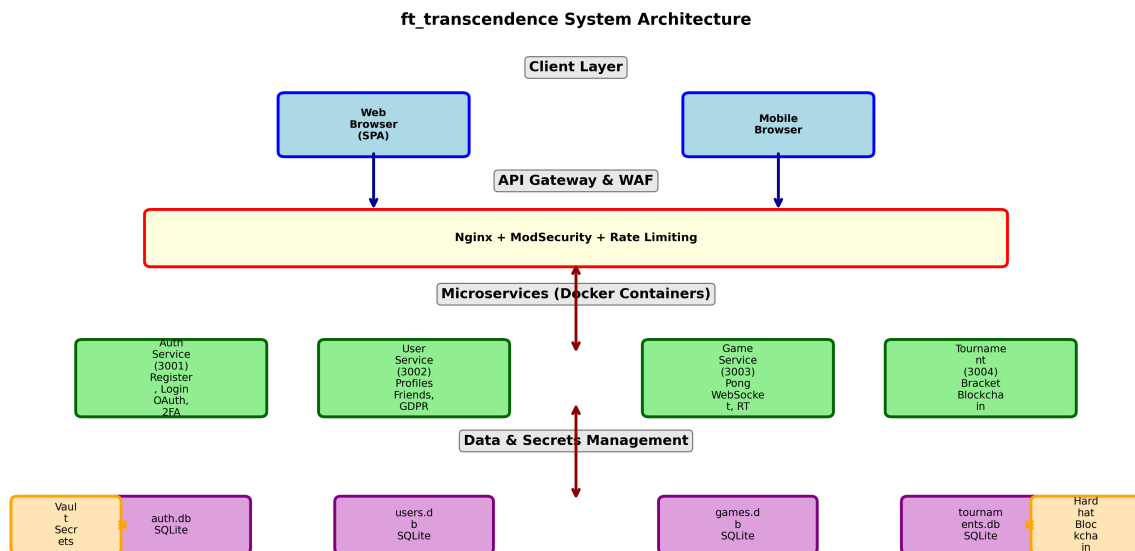 ft_transcendence System Architecture
Client Layer
Web
Browser
(SPA)
Mobile
Browser
API Gateway & WAF
Nginx + ModSecurity + Rate Limiting
Microservices (Docker Containers)
Auth
Service
(3001)
Register
, Login
OAuth,
2FA
User
Service
(3002)
Profiles
Friends,
GDPR
Game
Service
(3003)
Pong
WebSocke
t, RT
Tourname
nt
(3004)
Bracket
Blockcha
in
Data & Secrets Management
Vaul
t
Secr
ets
auth.db
SQLite
users.d
b
SQLite
games.d
b
SQLite
tournam
ents.db
SQLite
Hard
hat
Bloc
kcha
in